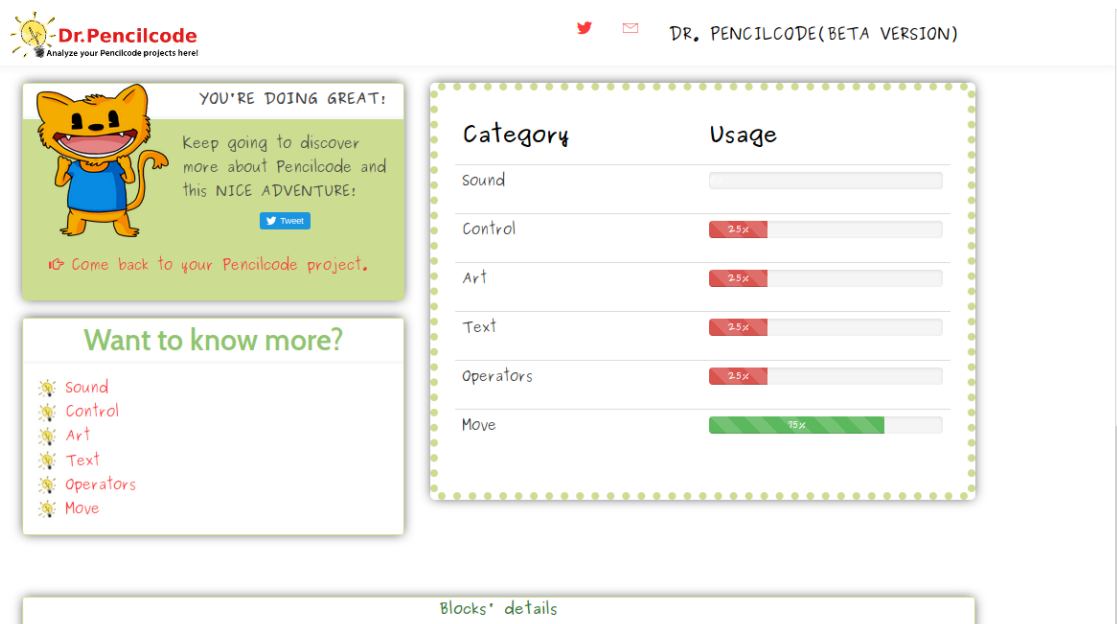 Dr.Pencilcode
Analyze your Pencilcode projects here!
DR. PENCILCODE(BETA VERSION)
YOU'RE DOING GREAT!
Keep going to discover
more about Pencilcode and
this NICE ADVENTURE!
Tweet
Come back to your Pencilcode project.
Want to know more?
Sound
Control
Art
Text
Operators
Move
Category Usage
Sound
Control 25%
Art 25%
Text 25%
Operators 25%
Move 75%
Blocks' details